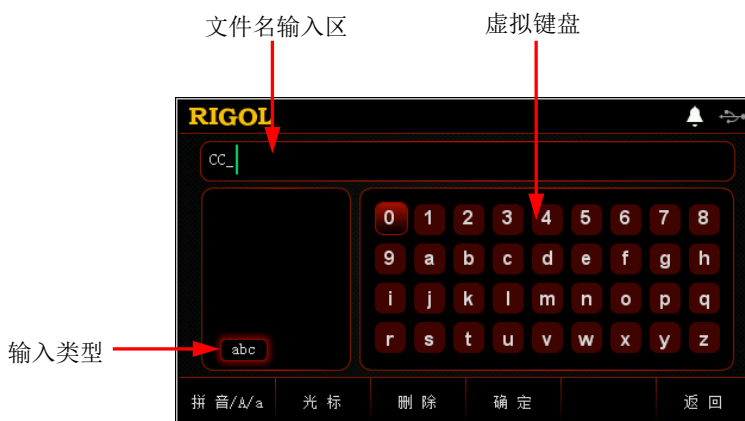 文件名输入区 虚拟键盘
RIGOL
CC_
0 1 2 3 4 5 6 7 8
9 a b c d e f g h
i j k l m n o p q
r s t u v w x y z
输入类型
abc
拼 音/A/a 光 标 删 除 确 定 返 回